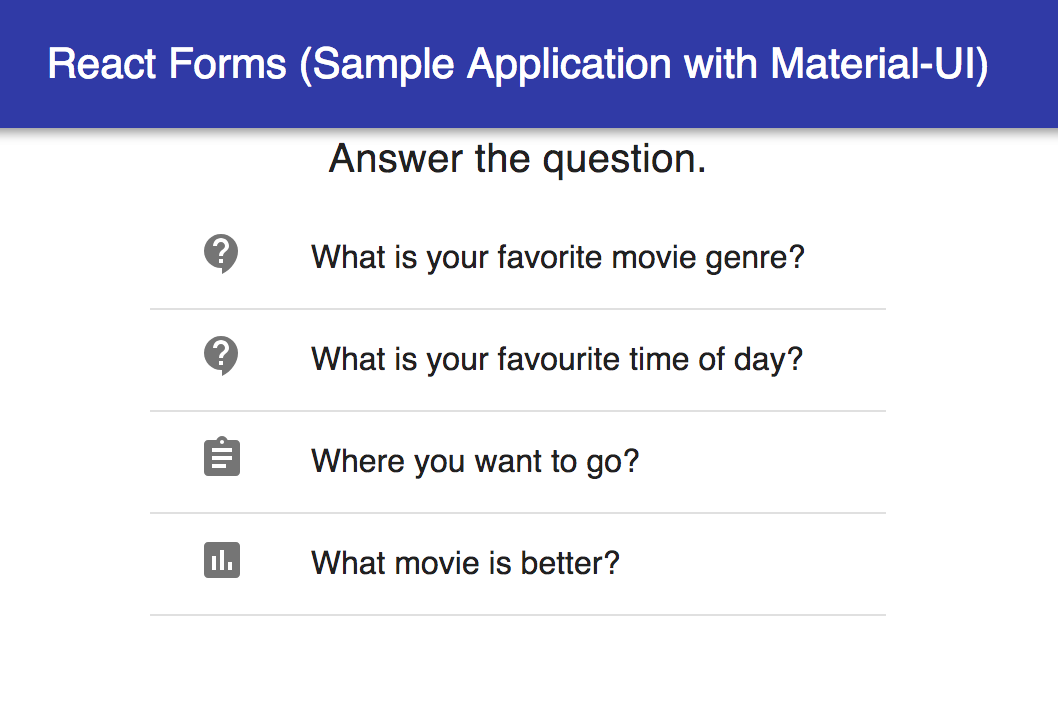 React Forms (Sample Application with Material-UI)
Answer the question.
What is your favorite movie genre?
What is your favourite time of day?
Where you want to go?
What movie is better?